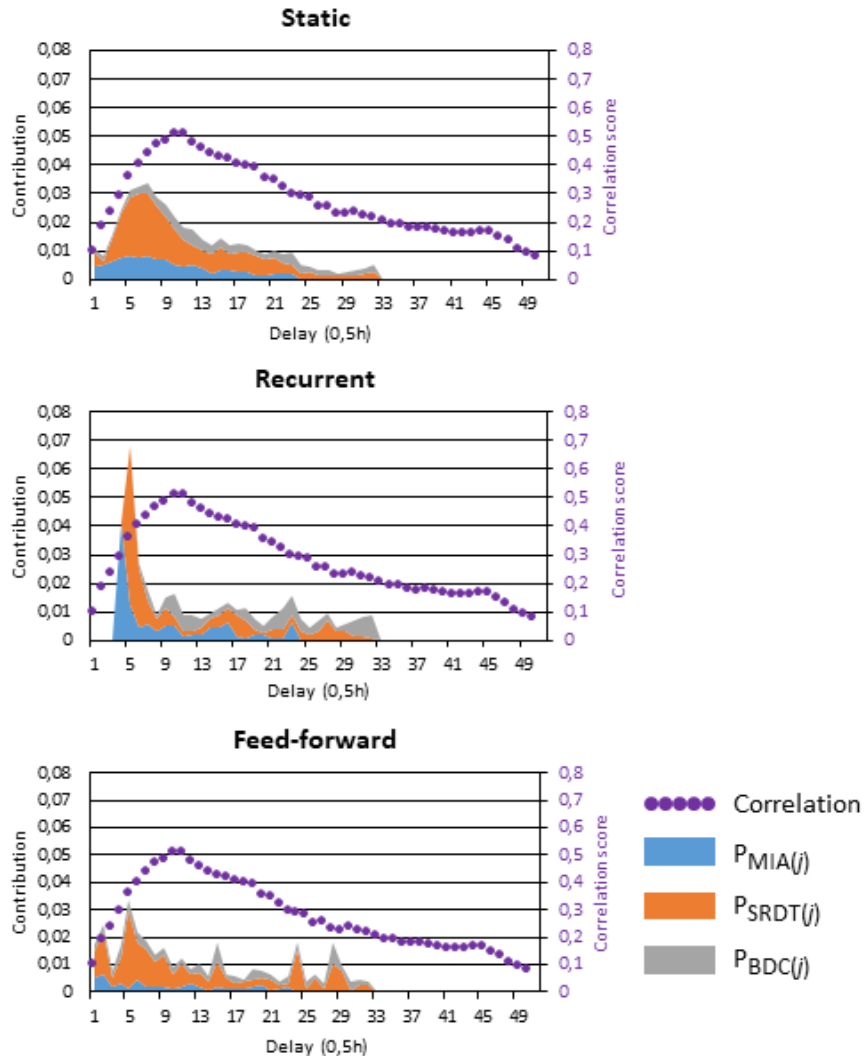 Static
0,08 0,8
0,07 0,7
0,06 0,6
0,05 0,5
0,04 0,4
0,03 0,3
0,02 0,2
0,01 0,1
0 0
Contribution
Correlation score
1 5 9 13 17 21 25 29 33 37 41 45 49
Delay (0,5h)
Recurrent
0,08 0,8
0,07 0,7
0,06 0,6
0,05 0,5
0,04 0,4
0,03 0,3
0,02 0,2
0,01 0,1
0 0
Contribution
Correlation score
1 5 9 13 17 21 25 29 33 37 41 45 49
Delay (0,5h)
Feed-forward
0,08 0,8
0,07 0,7
0,06 0,6
0,05 0,5
0,04 0,4
0,03 0,3
0,02 0,2
0,01 0,1
0 0
Contribution
Correlation score
1 5 9 13 17 21 25 29 33 37 41 45 49
Delay (0,5h)
Correlation
PMIA(j)
PSRDT(j)
PBDC(j)